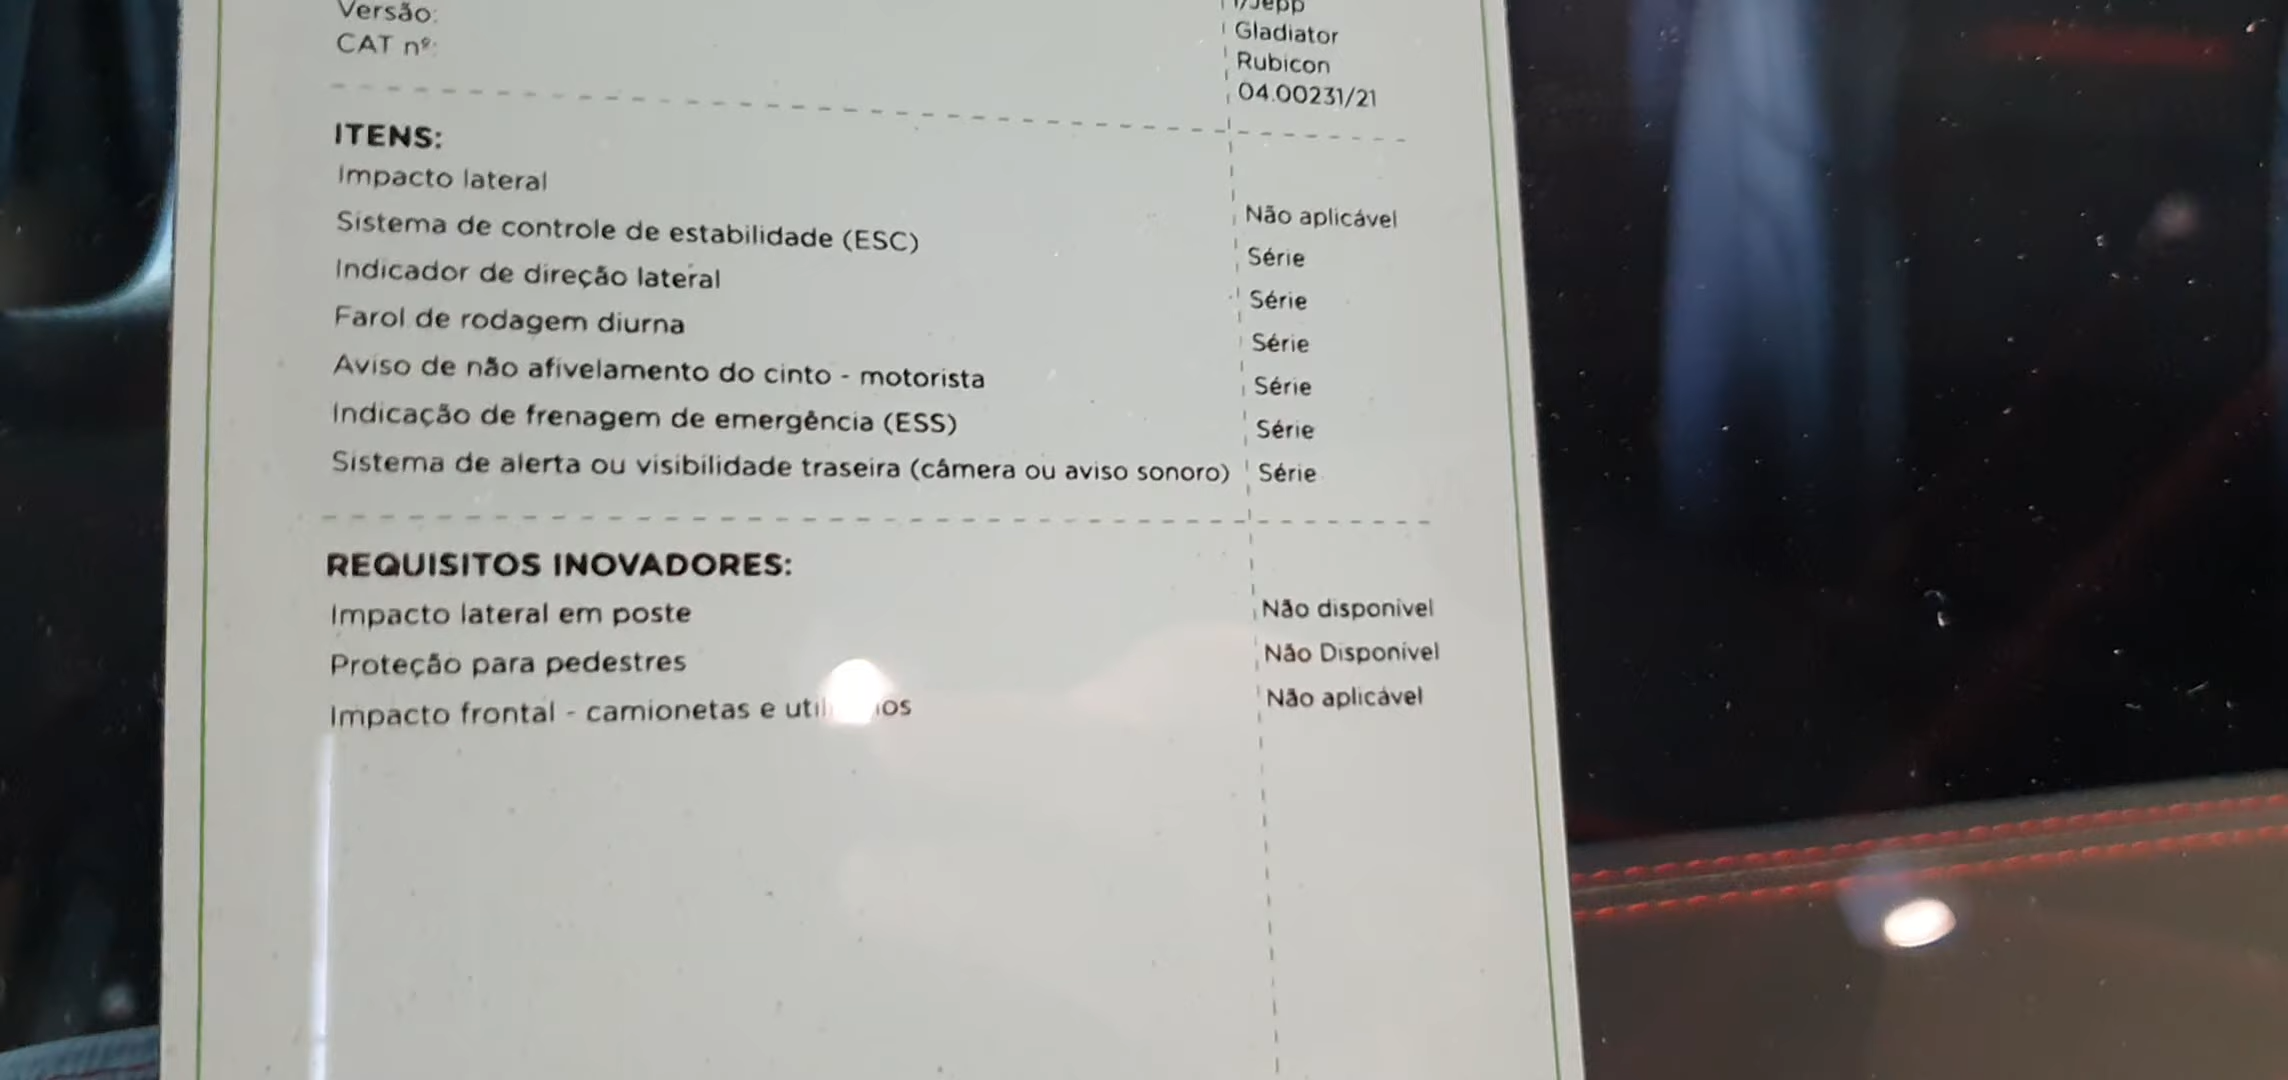 Versão:
I/Jepp
CAT nº:
Gladiator
Rubicon
04.00231/21
ITENS:
Impacto lateral
Não aplicável
Sistema de controle de estabilidade (ESC)
Série
Indicador de direção lateral
Série
Farol de rodagem diurna
Série
Aviso de não afivelamento do cinto - motorista
Série
Indicação de frenagem de emergência (ESS)
Série
Sistema de alerta ou visibilidade traseira (câmera ou aviso sonoro)
Série
REQUISITOS INOVADORES:
Impacto lateral em poste
Não disponível
Proteção para pedestres
Não Disponível
Impacto frontal - camionetas e
Não aplicável